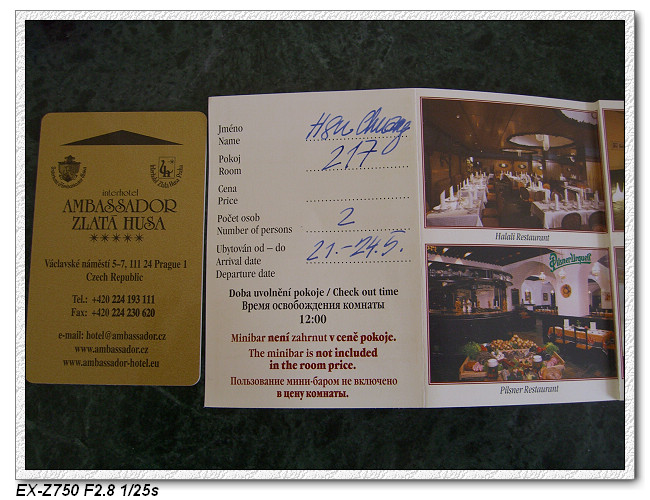 interhotel
AMBASSADOR
ZLATÁ HUSA
Václavské náměstí 5-7, 111 24 Prague 1
Czech Republic
Tel.: +420 224 193 111
Fax: +420 224 230 620
e-mail: hotel@ambassador.cz
www.ambassador.cz
www.ambassador-hotel.eu
Jméno
Name
Hsu Chuang
Pokoj
Room
217
Cena
Price
Počet osob
Number of persons
2
Ubytován od – do
Arrival date
Departure date
21.-24.5.
Doba uvolnění pokoje / Check out time
Время освобождения комнаты
12:00
Minibar není zahrnut v ceně pokoje.
The minibar is not included
in the room price.
Пользование мини-баром не включено
в цену комнаты.
Halali Restaurant
Pilsner Urquell
Pilsner Restaurant
EX-Z750 F2.8 1/25s